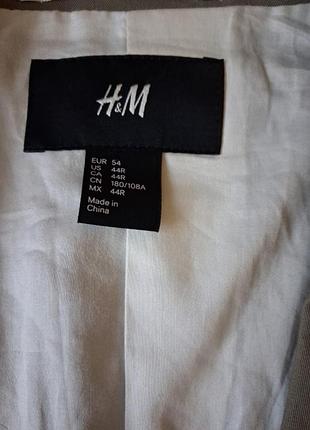 H&M
EUR 54
US 44R
CA 44R
CN 180/108A
MX 44R
Made in
China